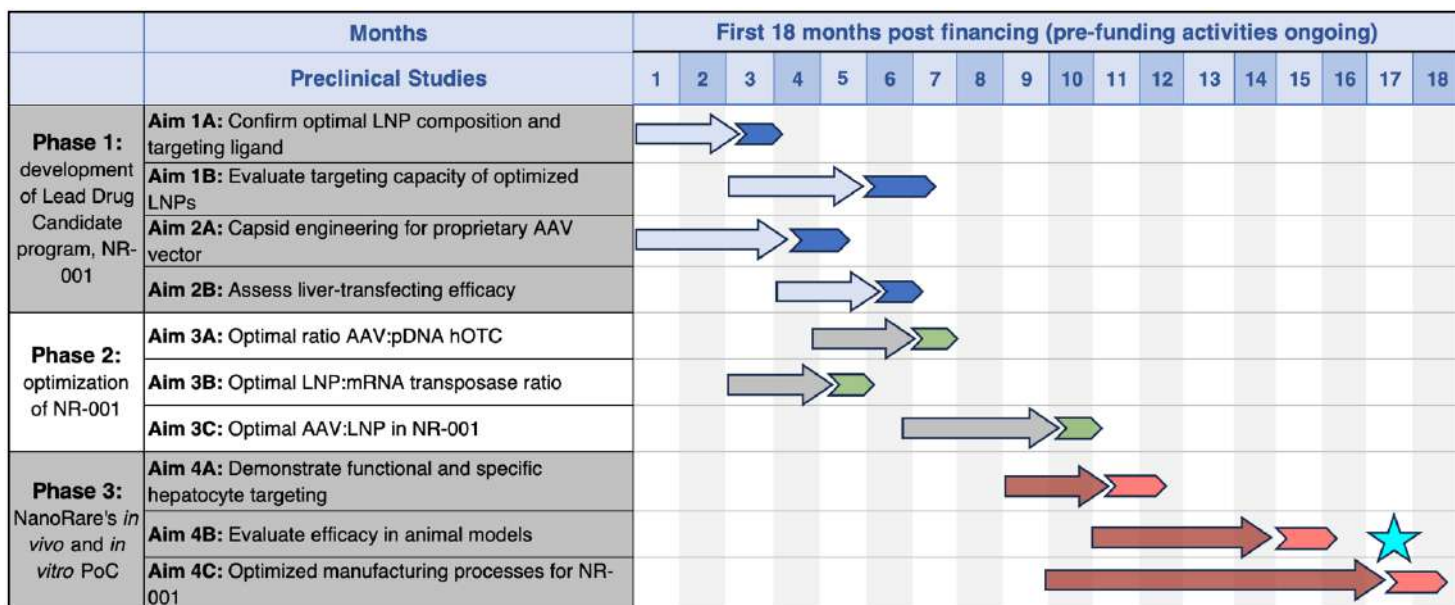 Months
First 18 months post financing (pre-funding activities ongoing)
Preclinical Studies
1 2 3 4 5 6 7 8 9 10 11 12 13 14 15 16 17 18
Phase 1:
development
of Lead Drug
Candidate
program, NR-
001
Aim 1A: Confirm optimal LNP composition and
targeting ligand
Aim 1B: Evaluate targeting capacity of optimized
LNPs
Aim 2A: Capsid engineering for proprietary AAV
vector
Aim 2B: Assess liver-transfecting efficacy
Phase 2:
optimization
of NR-001
Aim 3A: Optimal ratio AAV:pDNA hOTC
Aim 3B: Optimal LNP:mRNA transposase ratio
Aim 3C: Optimal AAV:LNP in NR-001
Phase 3:
NanoRare's in
vivo and in
vitro PoC
Aim 4A: Demonstrate functional and specific
hepatocyte targeting
Aim 4B: Evaluate efficacy in animal models
Aim 4C: Optimized manufacturing processes for NR-
001